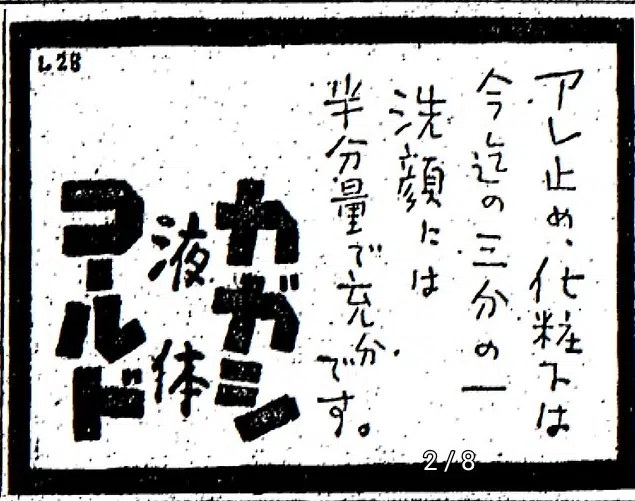 L28
アレ止め、化粧下は
今迄の三分の一
洗顔には
半分量で充分
です。
カガシ
液体
コールド
2/8